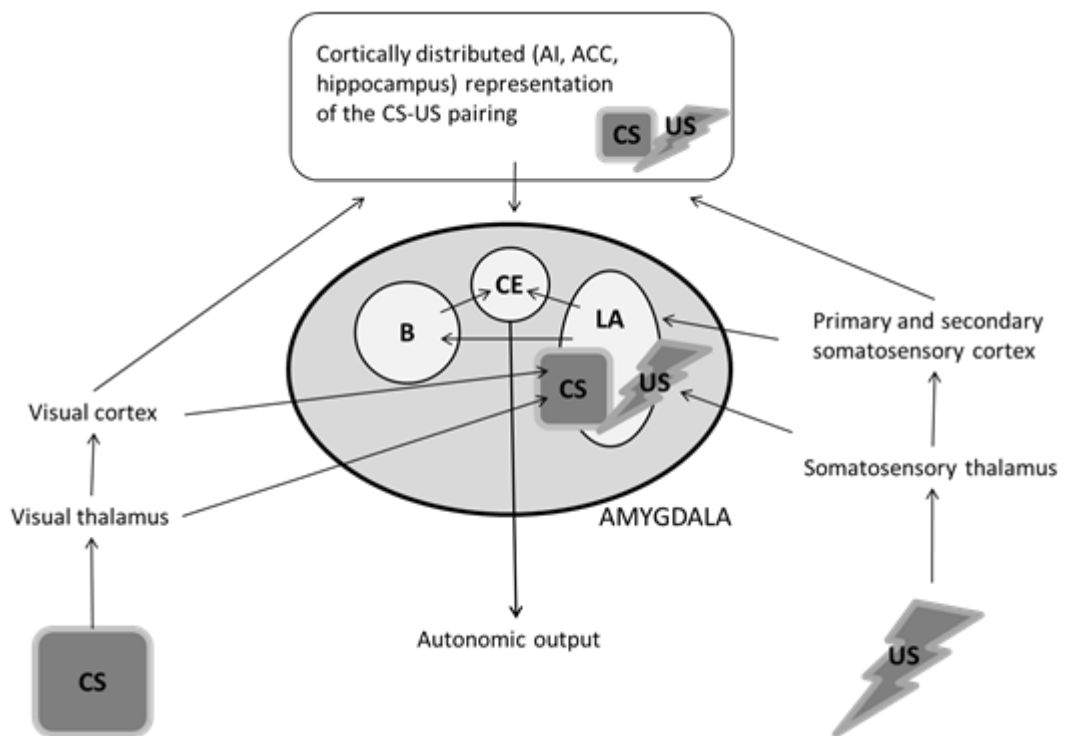 Cortically distributed (AI, ACC,
hippocampus) representation
of the CS-US pairing
CS
US
CE
B
LA
CS
US
Primary and secondary
somatosensory cortex
Visual cortex
Somatosensory thalamus
Visual thalamus
AMYGDALA
Autonomic output
CS
US